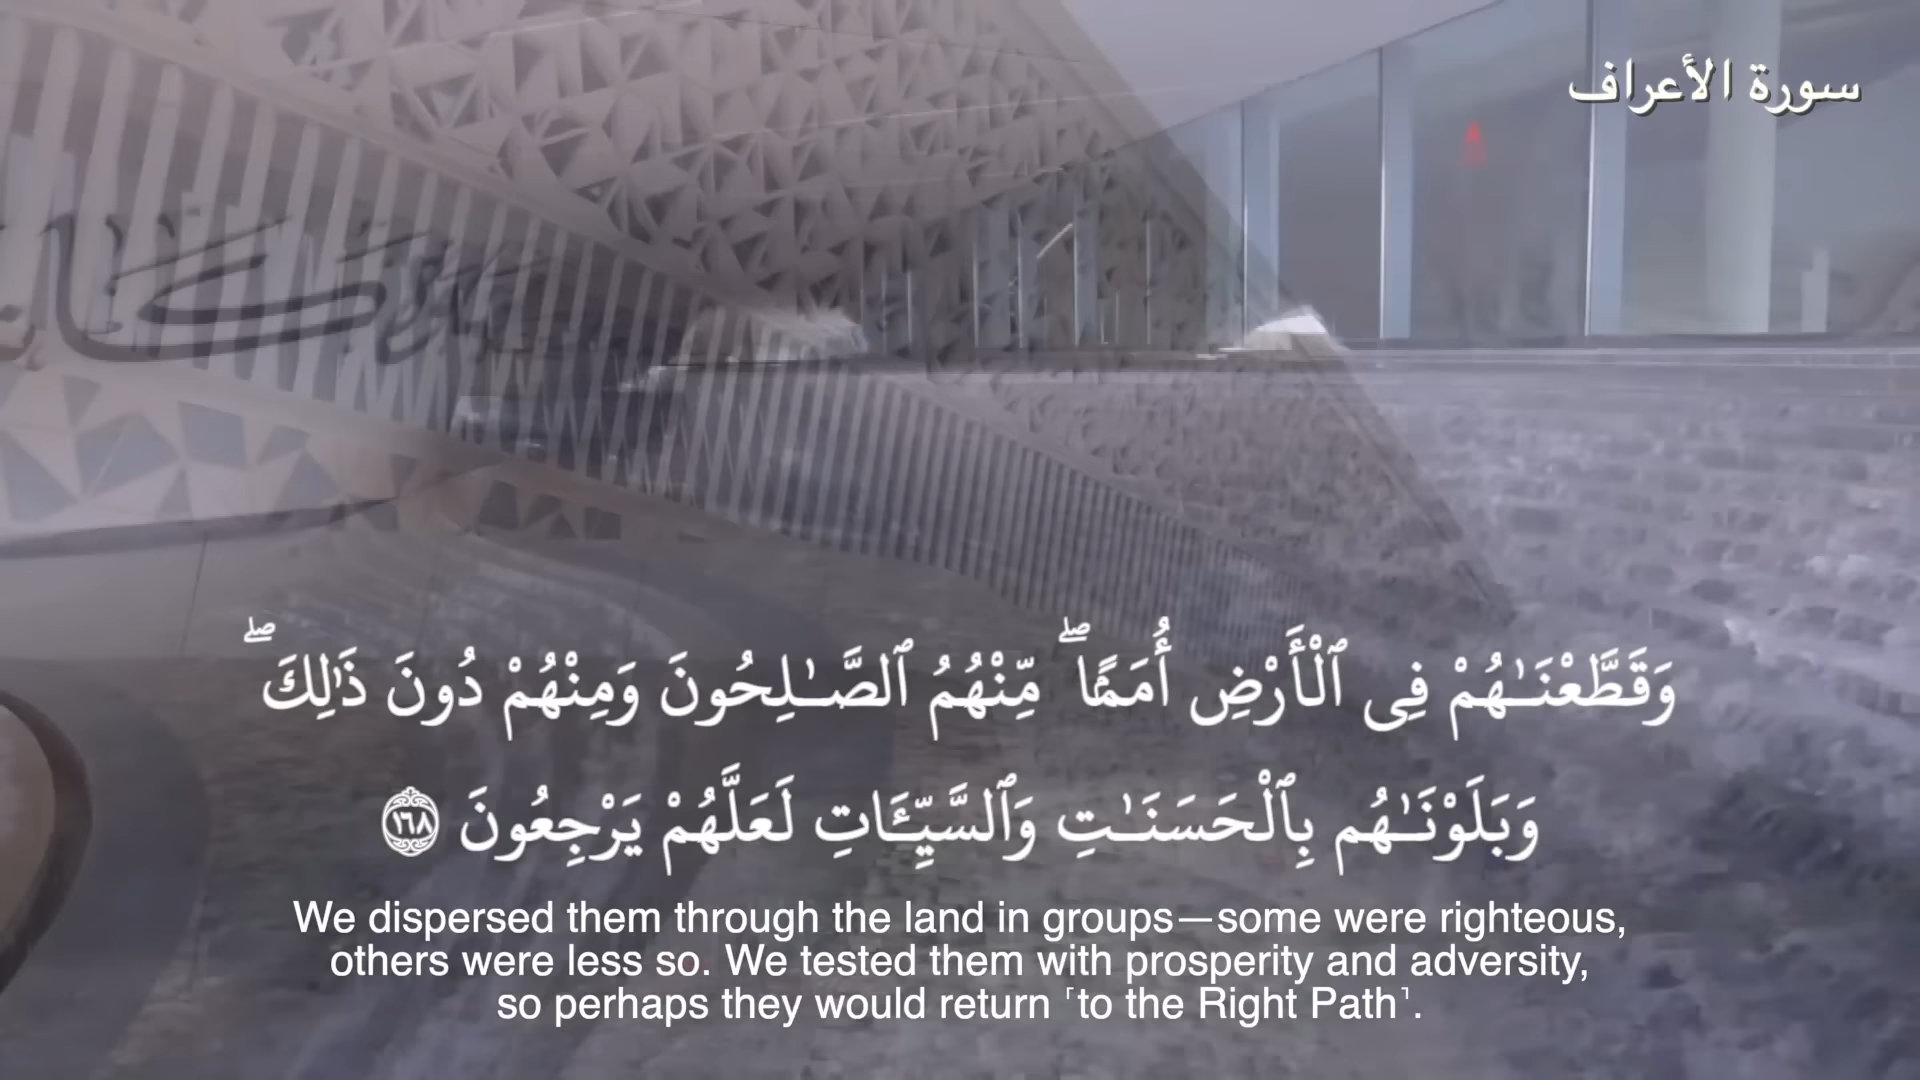 سورة الأعراف
وَقَطَّعْنَـٰهُمْ فِى ٱلْأَرْضِ أُمَمًۭا ۖ مِّنْهُمُ ٱلصَّـٰلِحُونَ وَمِنْهُمْ دُونَ ذَٰلِكَ ۖ
وَبَلَوْنَـٰهُم بِٱلْحَسَنَـٰتِ وَٱلسَّيِّـَٔاتِ لَعَلَّهُمْ يَرْجِعُونَ ١٦٨
We dispersed them through the land in groups—some were righteous,
others were less so. We tested them with prosperity and adversity,
so perhaps they would return ˹to the Right Path˺.